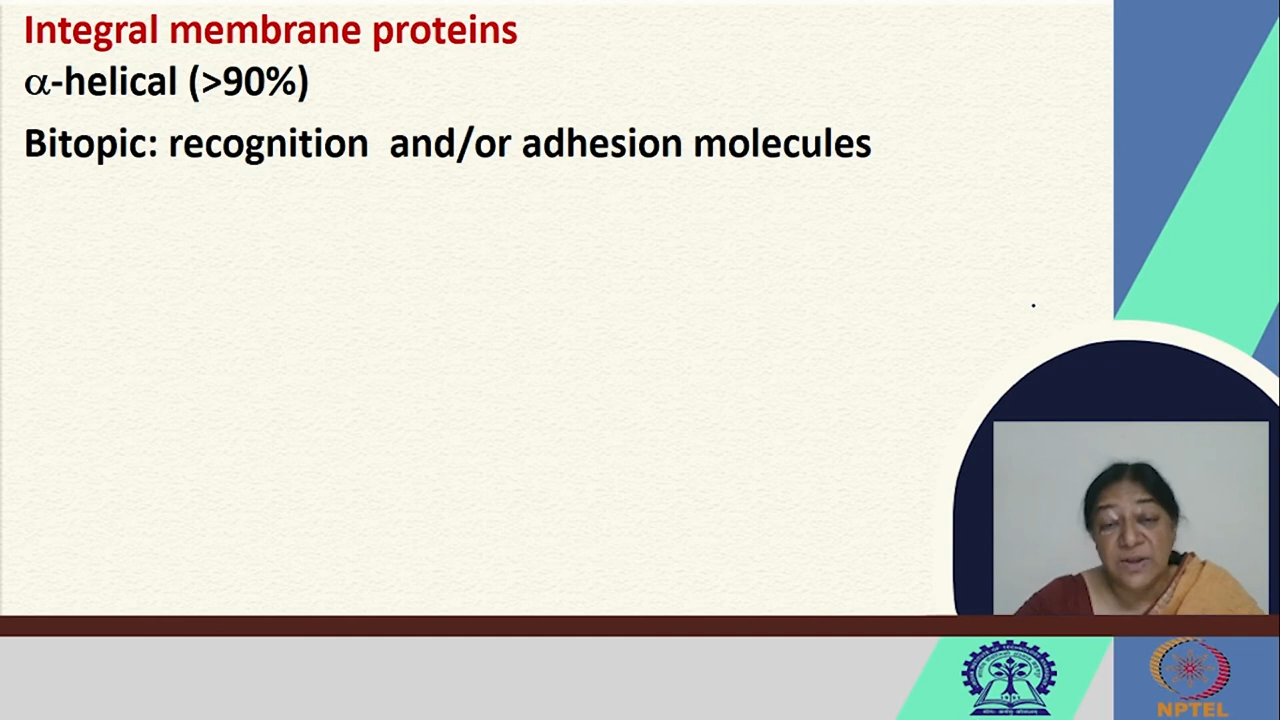 Integral membrane proteins
α-helical (>90%)
Bitopic: recognition and/or adhesion molecules
NPTEL